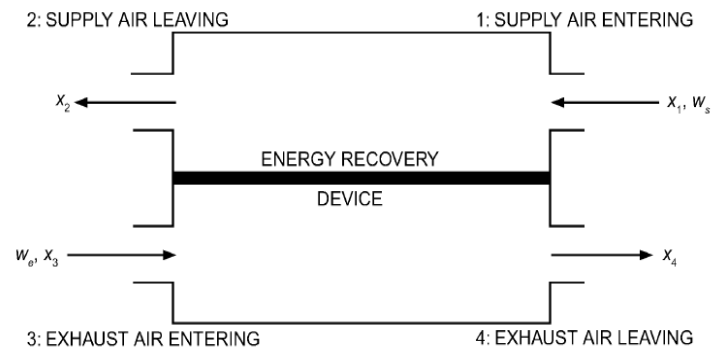 2: SUPPLY AIR LEAVING
1: SUPPLY AIR ENTERING
X₂
X₁, Wₛ
ENERGY RECOVERY
DEVICE
Wₑ, X₃
X₄
3: EXHAUST AIR ENTERING
4: EXHAUST AIR LEAVING